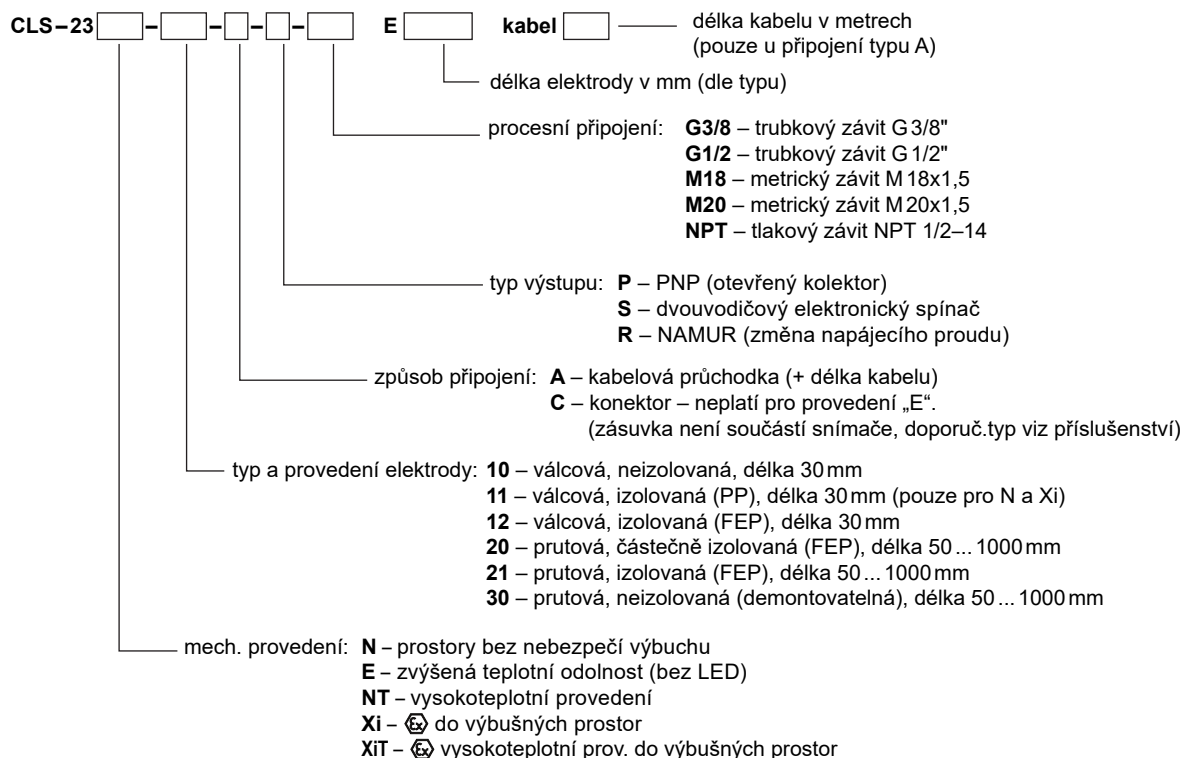 CLS–23 – – – – E kabel délka kabelu v metrech
(pouze u připojení typu A)
délka elektrody v mm (dle typu)
procesní připojení: G3/8 – trubkový závit G 3/8"
G1/2 – trubkový závit G 1/2"
M18 – metrický závit M 18x1,5
M20 – metrický závit M 20x1,5
NPT – tlakový závit NPT 1/2–14
typ výstupu: P – PNP (otevřený kolektor)
S – dvouvodičový elektronický spínač
R – NAMUR (změna napájecího proudu)
způsob připojení: A – kabelová průchodka (+ délka kabelu)
C – konektor – neplatí pro provedení „E“.
(zásuvka není součástí snímače, doporuč.typ viz příslušenství)
typ a provedení elektrody: 10 – válcová, neizolovaná, délka 30 mm
11 – válcová, izolovaná (PP), délka 30 mm (pouze pro N a Xi)
12 – válcová, izolovaná (FEP), délka 30 mm
20 – prutová, částečně izolovaná (FEP), délka 50 ... 1000 mm
21 – prutová, izolovaná (FEP), délka 50 ... 1000 mm
30 – prutová, neizolovaná (demontovatelná), délka 50 ... 1000 mm
mech. provedení: N – prostory bez nebezpečí výbuchu
E – zvýšená teplotní odolnost (bez LED)
NT – vysokoteplotní provedení
Xi – Ex do výbušných prostor
XiT – Ex vysokoteplotní prov. do výbušných prostor